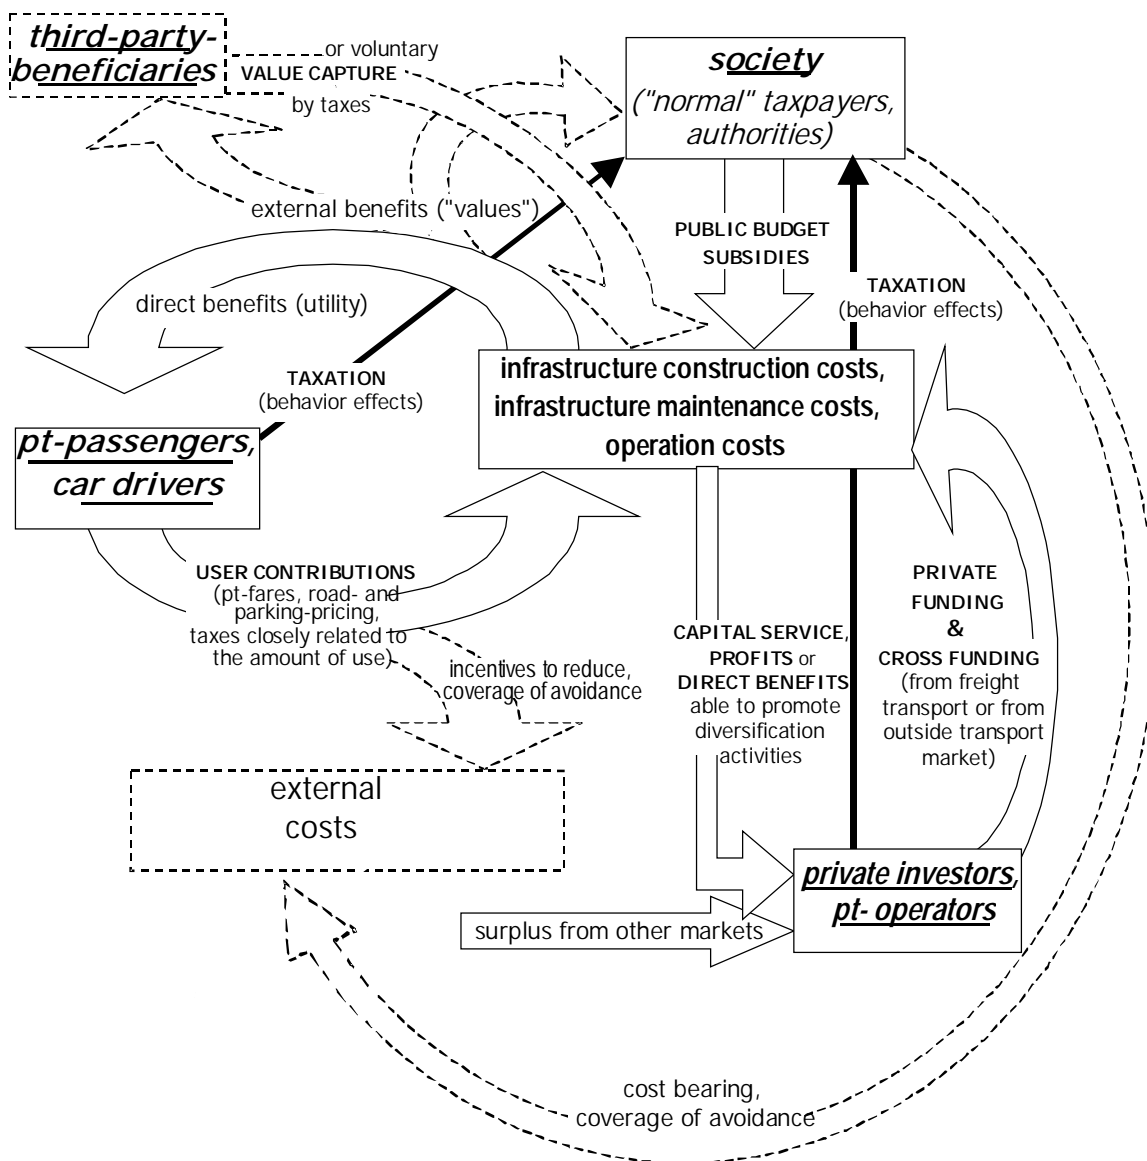 third-party-
beneficiaries
or voluntary
VALUE CAPTURE
by taxes
society
("normal" taxpayers,
authorities)
external benefits ("values")
PUBLIC BUDGET
SUBSIDIES
direct benefits (utility)
TAXATION
(behavior effects)
TAXATION
(behavior effects)
infrastructure construction costs,
infrastructure maintenance costs,
operation costs
pt-passengers,
car drivers
USER CONTRIBUTIONS
(pt-fares, road- and
parking-pricing,
taxes closely related to
the amount of use)
incentives to reduce,
coverage of avoidance
PRIVATE
FUNDING
&
CROSS FUNDING
(from freight
transport or from
outside transport
market)
CAPITAL SERVICE,
PROFITS or
DIRECT BENEFITS
able to promote
diversification
activities
external
costs
private investors,
pt- operators
surplus from other markets
cost bearing,
coverage of avoidance